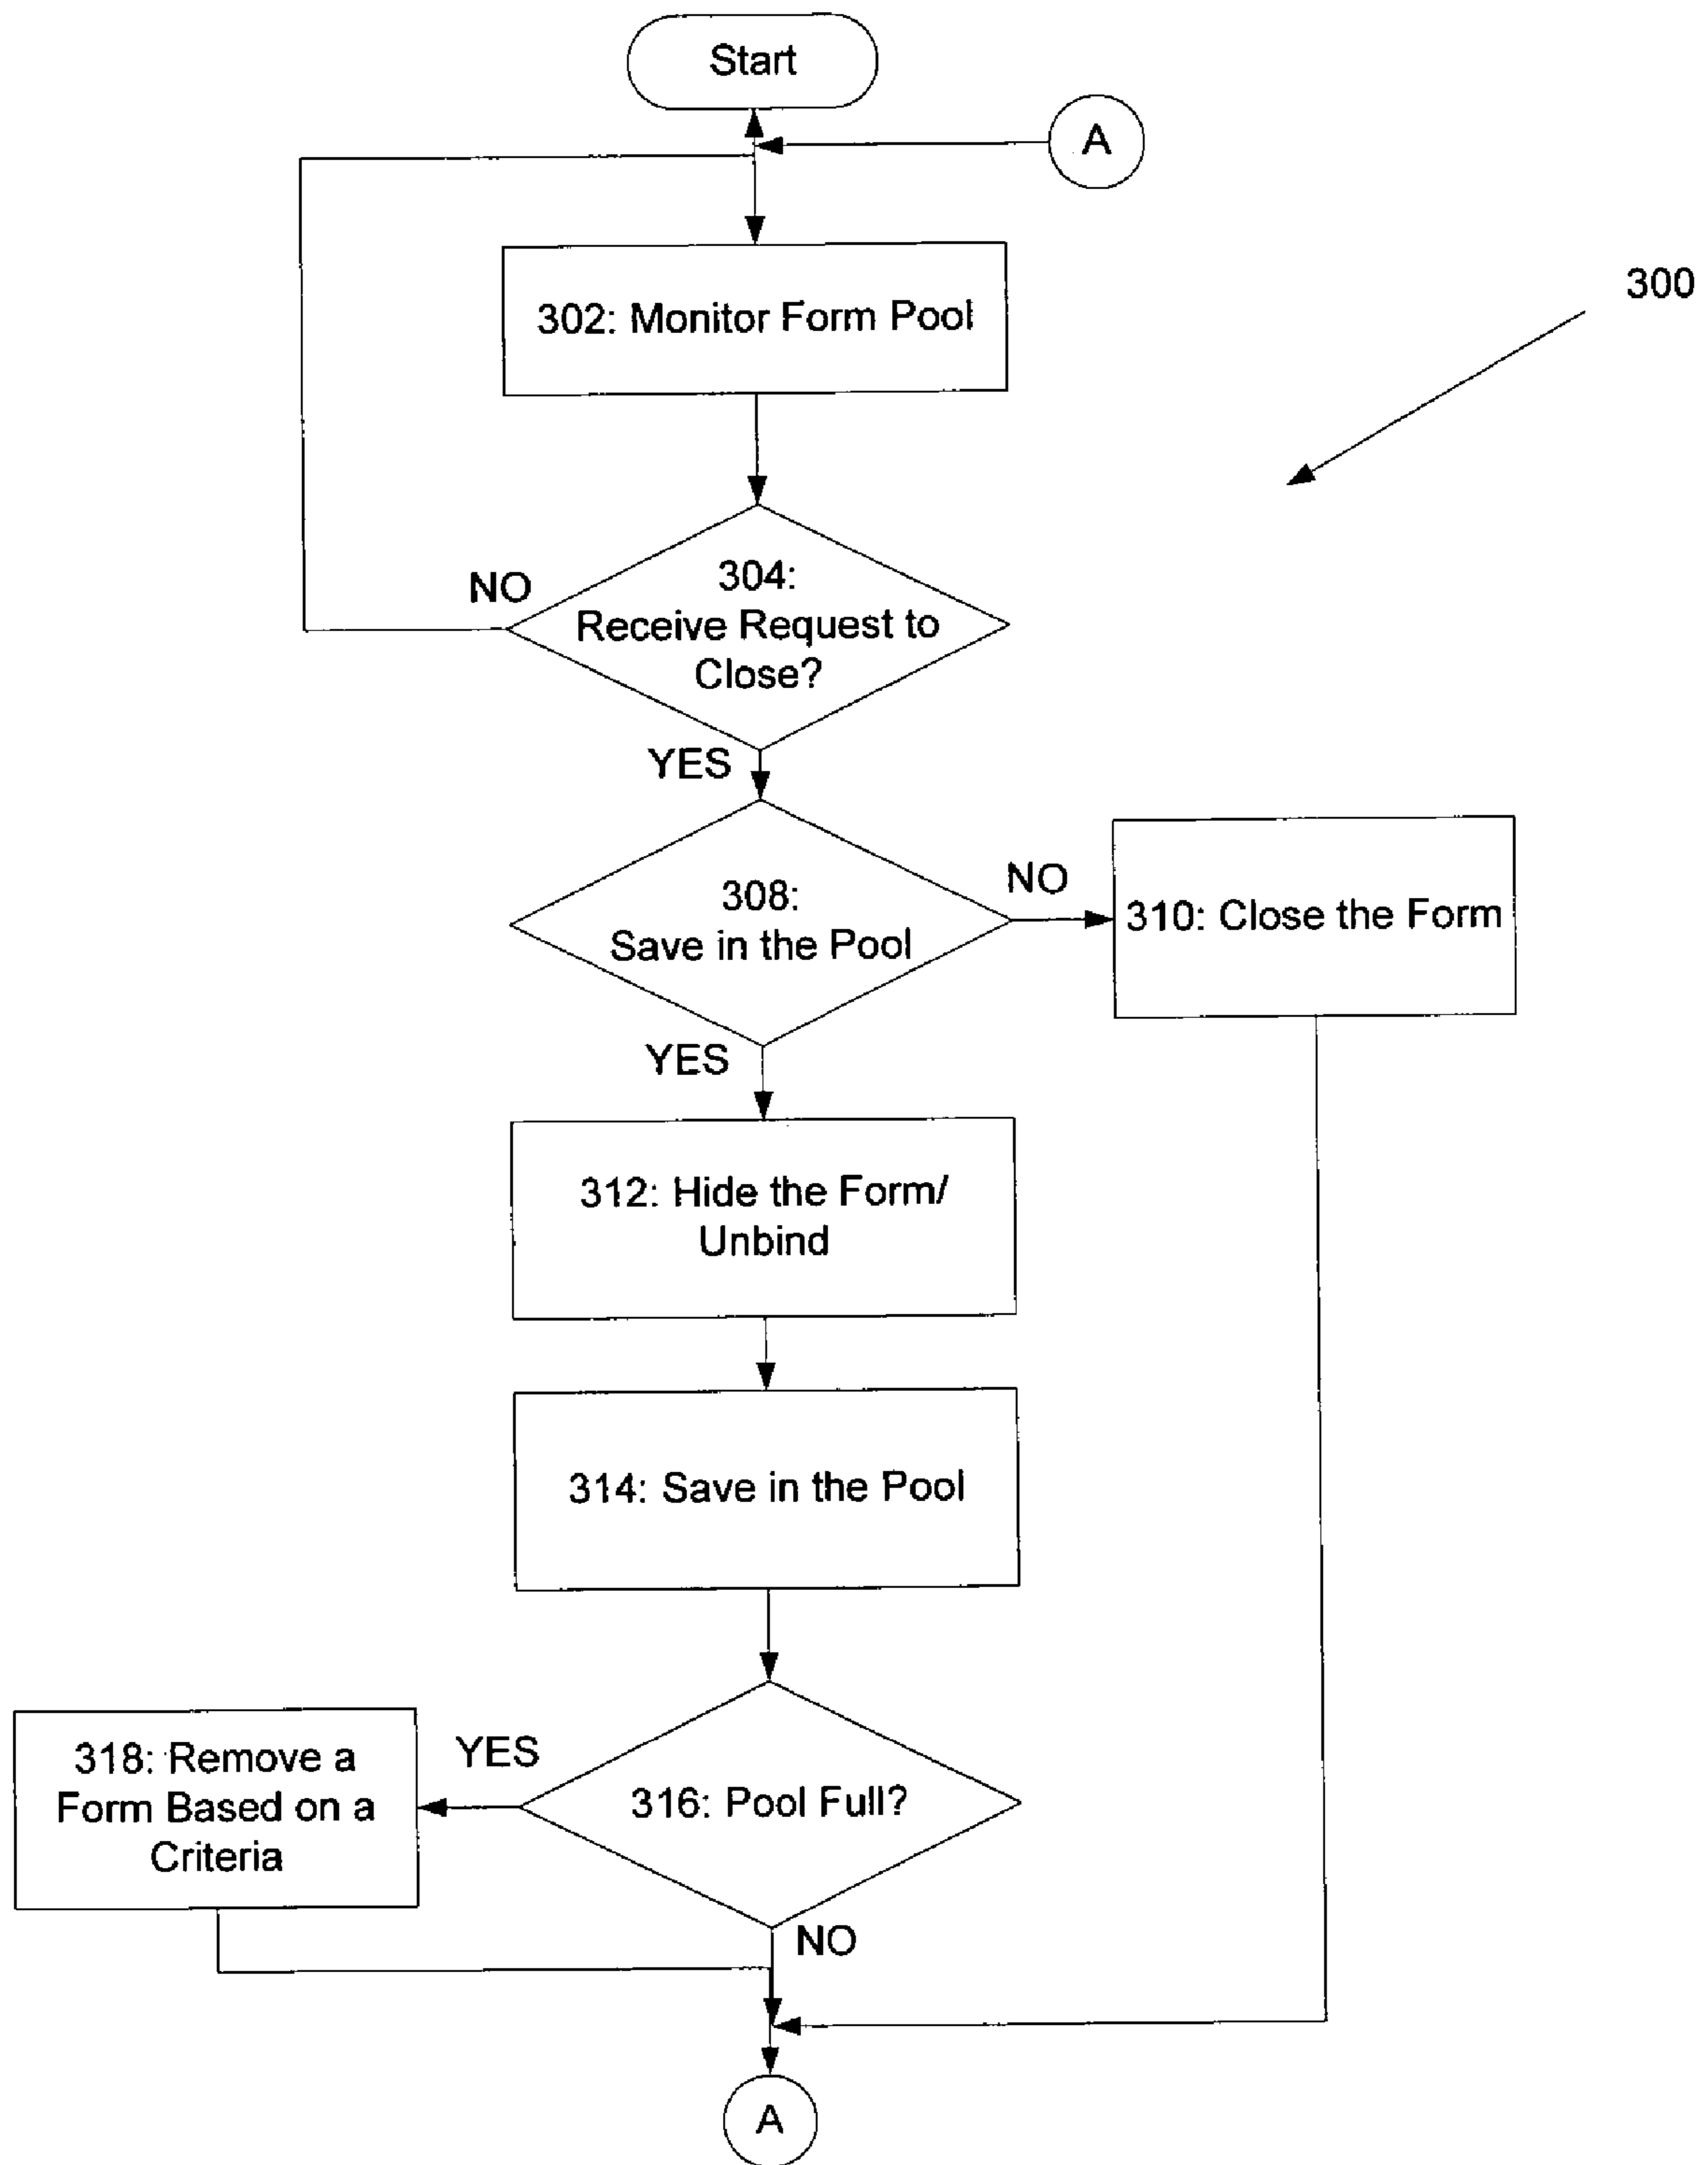 Start
A
302: Monitor Form Pool
300
304:
Receive Request to
Close?
NO
YES
308:
Save in the Pool
NO
310: Close the Form
YES
312: Hide the Form/
Unbind
314: Save in the Pool
316: Pool Full?
YES
318: Remove a
Form Based on a
Criteria
NO
A